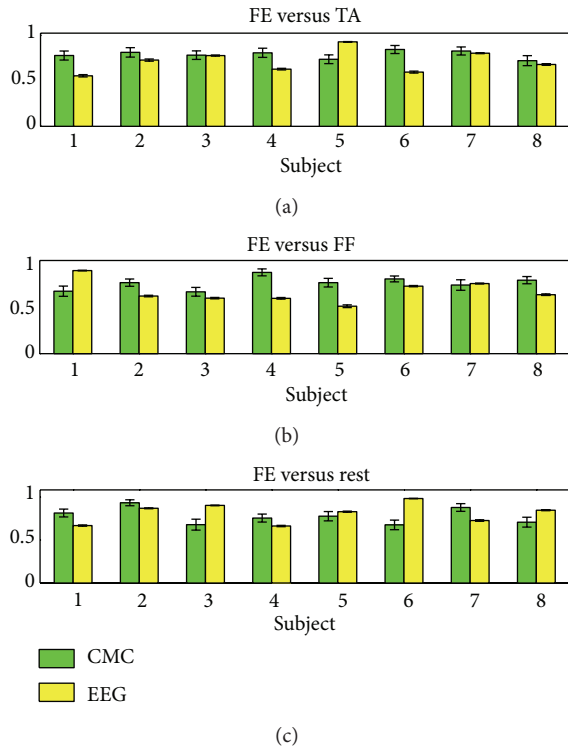 FE versus TA
1
0.5
0
1 2 3 4 5 6 7 8
Subject
(a)
FE versus FF
1
0.5
0
1 2 3 4 5 6 7 8
Subject
(b)
FE versus rest
1
0.5
0
1 2 3 4 5 6 7 8
Subject
CMC
EEG
(c)